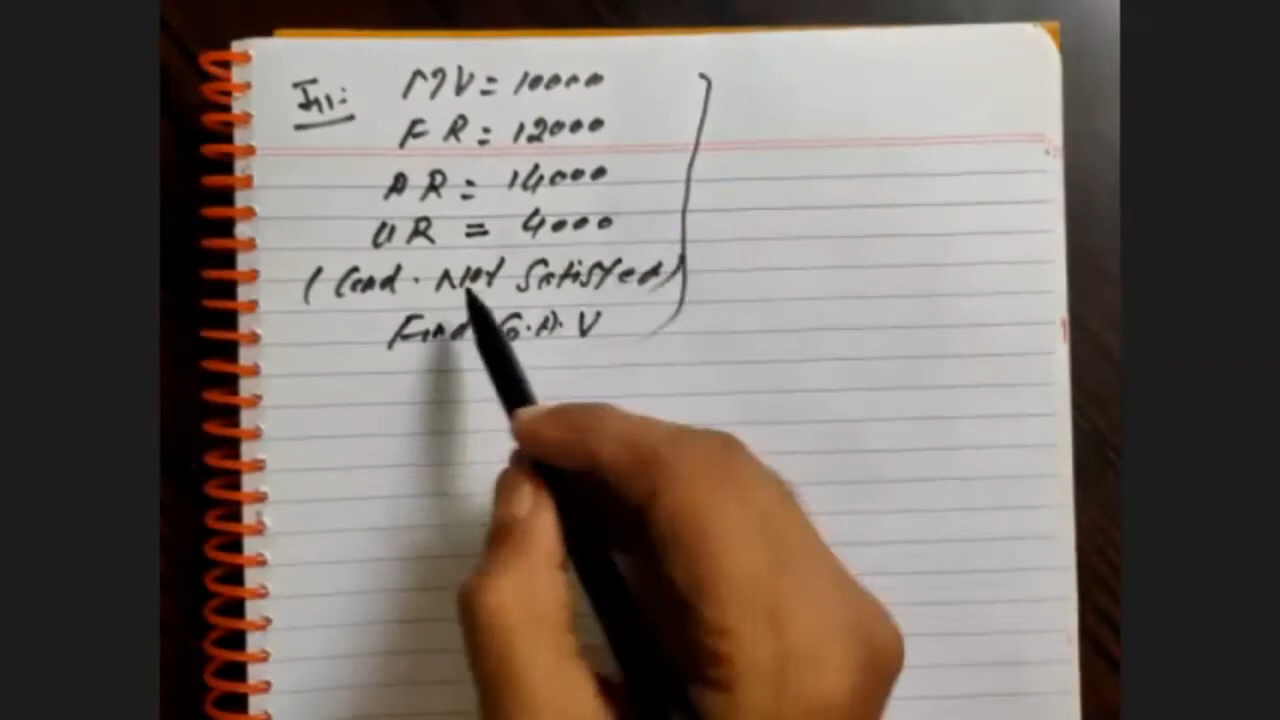 Ill:
MV = 10000
FR = 12000
AR = 14000
UR = 4000
(Cond. Not Satisfied)
Find G.A.V